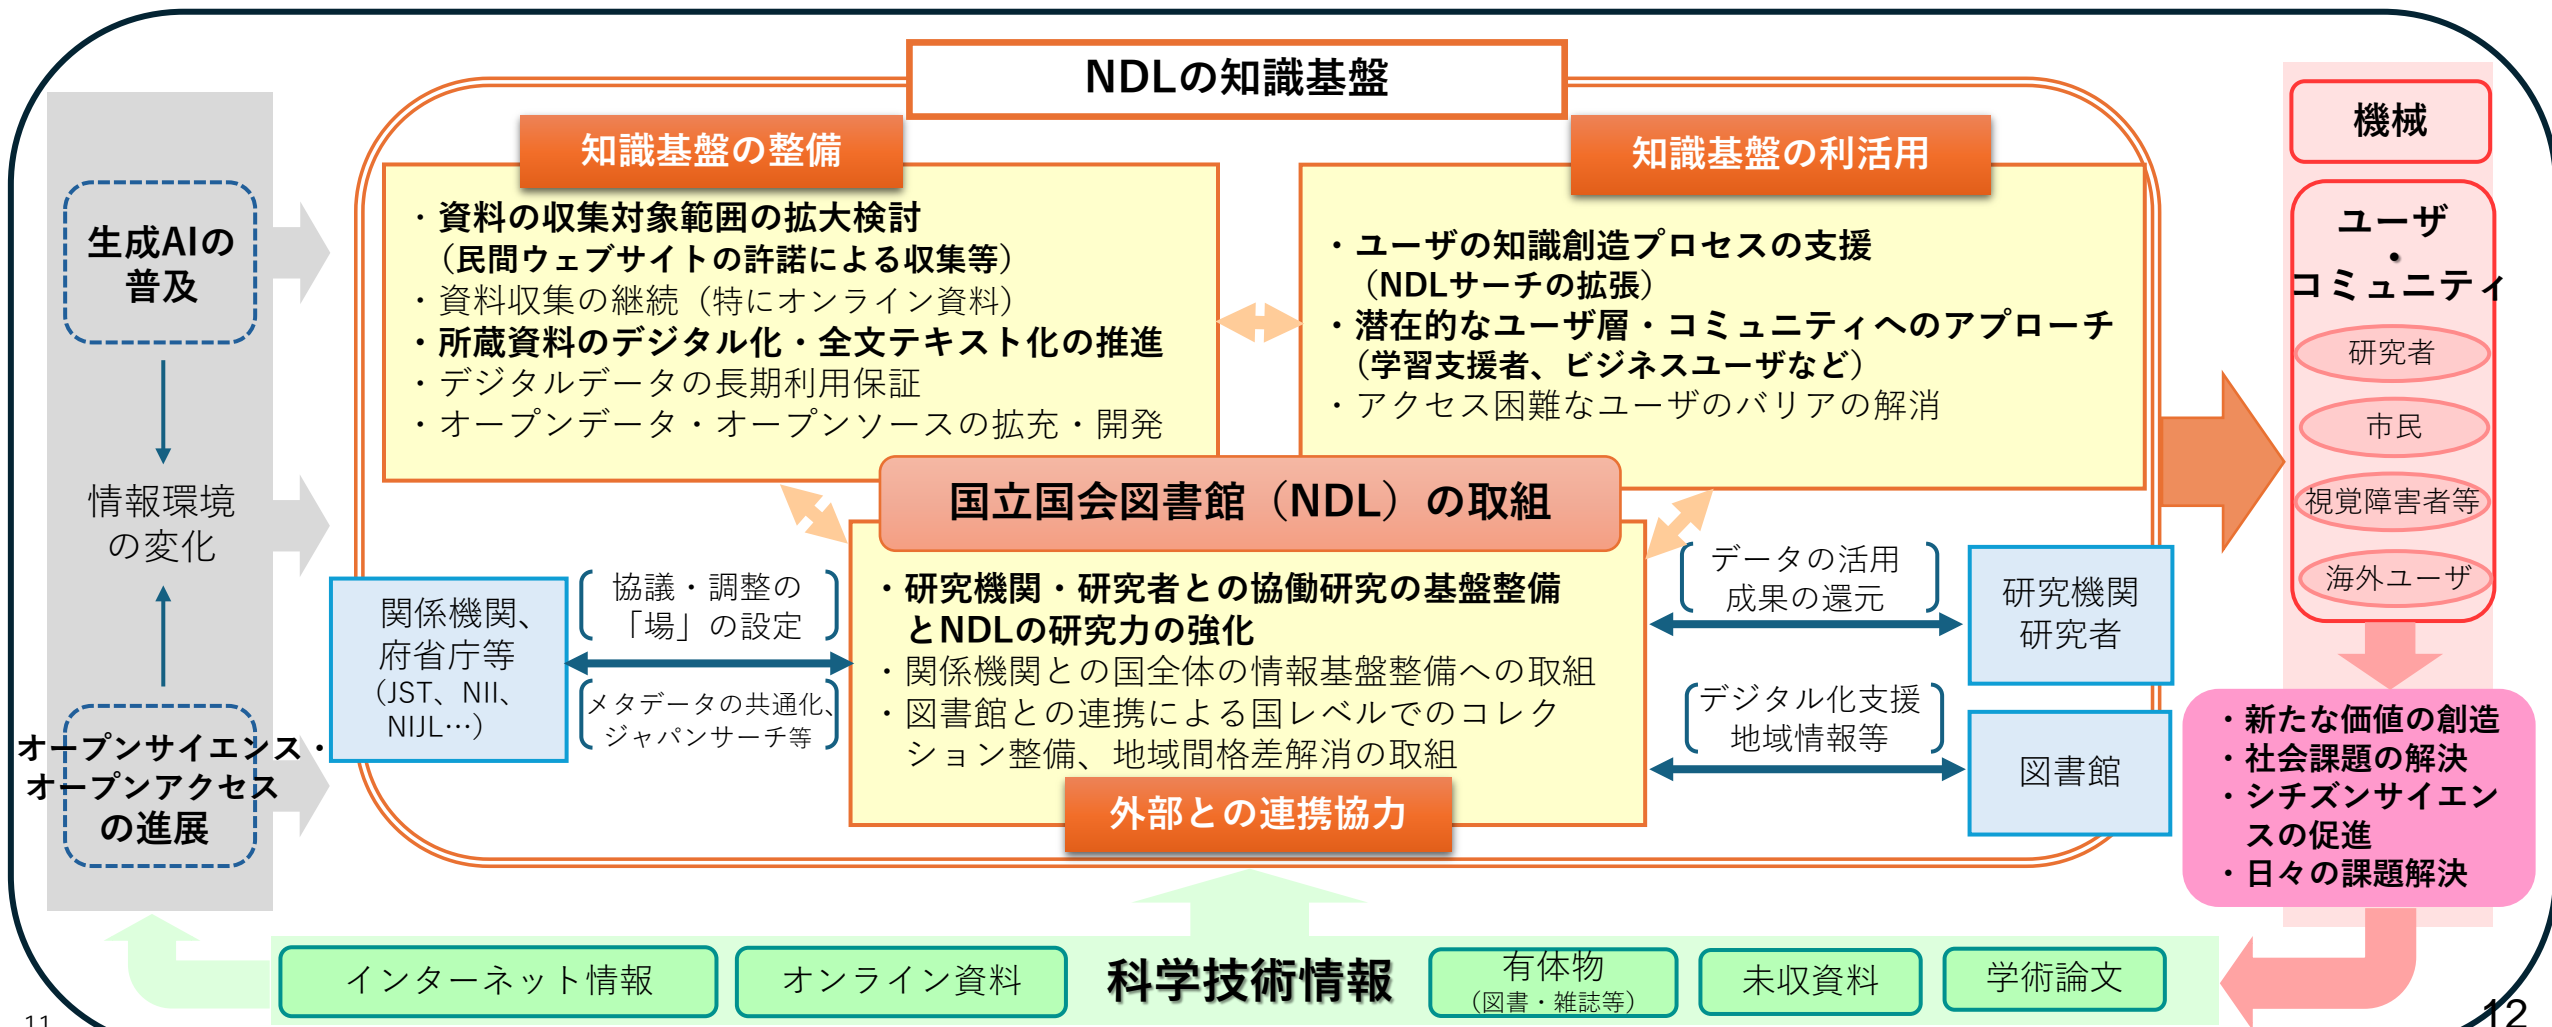 NDLの知識基盤
生成AIの
普及
情報環境
の変化
オープンサイエンス・
オープンアクセス
の進展
知識基盤の整備
・資料の収集対象範囲の拡大検討
（民間ウェブサイトの許諾による収集等）
・資料収集の継続（特にオンライン資料）
・所蔵資料のデジタル化・全文テキスト化の推進
・デジタルデータの長期利用保証
・オープンデータ・オープンソースの拡充・開発
知識基盤の利活用
・ユーザの知識創造プロセスの支援
（NDLサーチの拡張）
・潜在的なユーザ層・コミュニティへのアプローチ
（学習支援者、ビジネスユーザなど）
・アクセス困難なユーザのバリアの解消
国立国会図書館（NDL）の取組
・研究機関・研究者との協働研究の基盤整備
とNDLの研究力の強化
・関係機関との国全体の情報基盤整備への取組
・図書館との連携による国レベルでのコレク
ション整備、地域間格差解消の取組
外部との連携協力
関係機関、
府省庁等
（JST、NII、
NIJL…）
協議・調整の
「場」の設定
メタデータの共通化、
ジャパンサーチ等
データの活用
成果の還元
デジタル化支援
地域情報等
研究機関
研究者
図書館
機械
ユーザ
・
コミュニティ
研究者
市民
視覚障害者等
海外ユーザ
・新たな価値の創造
・社会課題の解決
・シチズンサイエン
スの促進
・日々の課題解決
インターネット情報
オンライン資料
科学技術情報
有体物
（図書・雑誌等）
未収資料
学術論文
11
12